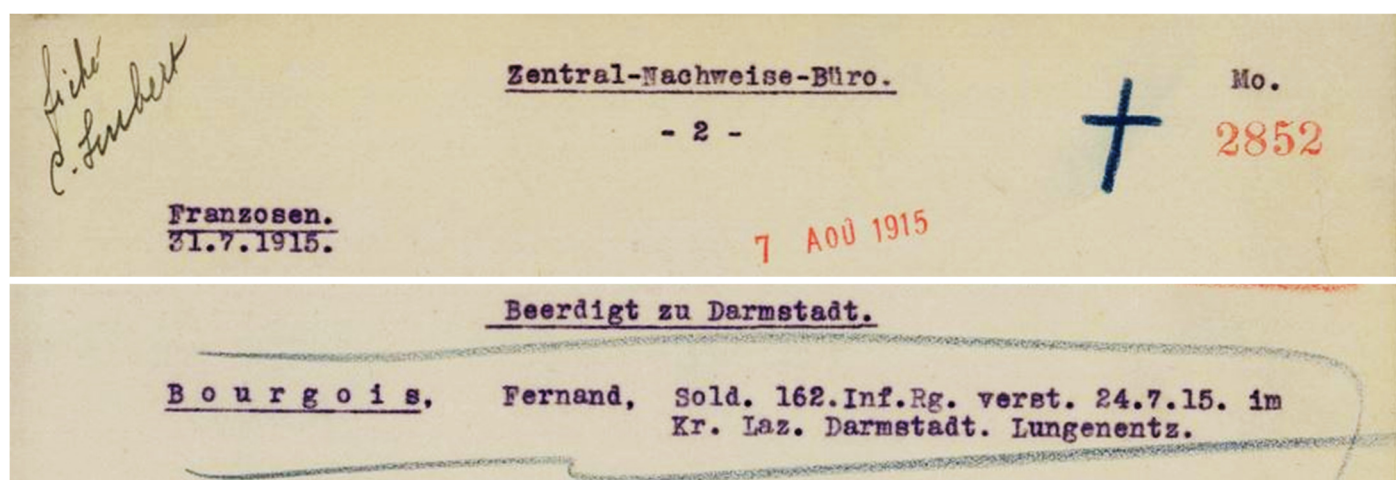 Zentral-Nachweise-Büro.
Mo.
- 2 -
2852
Franzosen.
31.7.1915.
7 AOÛ 1915
Beerdigt zu Darmstadt.
Bourgois, Fernand, Sold. 162.Inf.Rg. verst. 24.7.15. im
Kr. Laz. Darmstadt. Lungenentz.